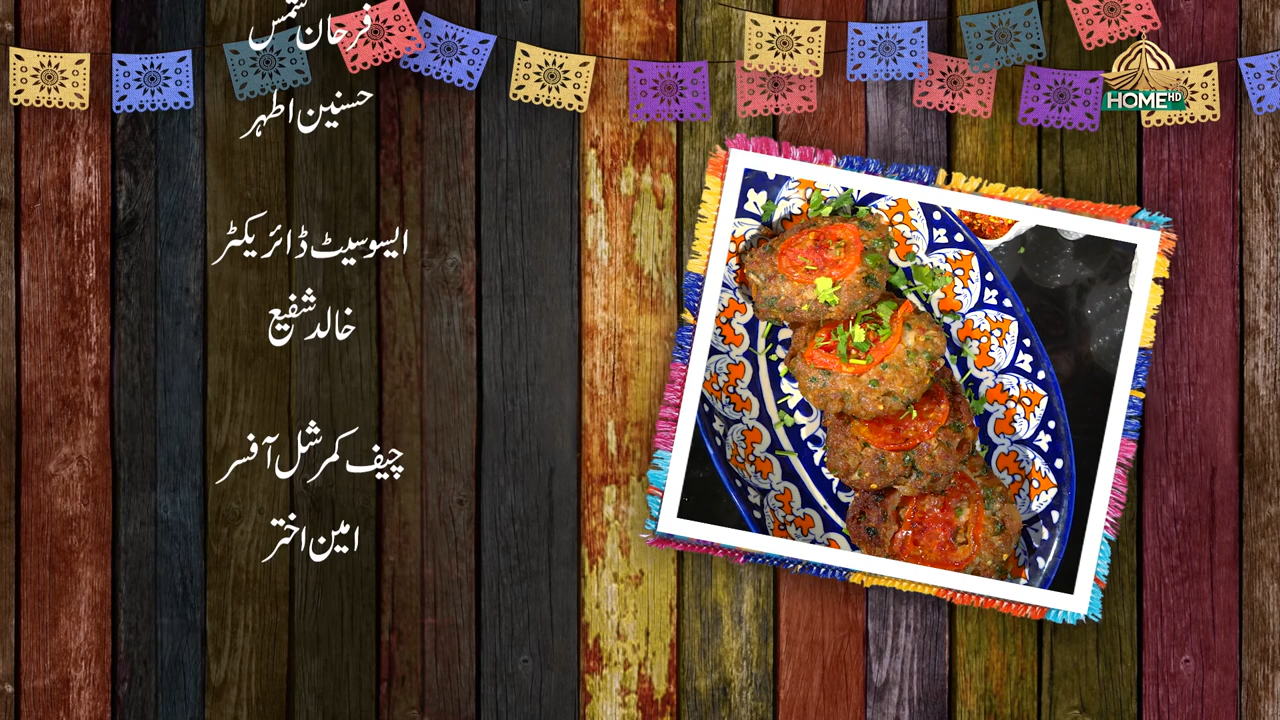 فرحان شمس
حسنین اطہر
ایسوسیٹ ڈائریکٹر
خالد شفیع
چیف کمرشل آفسر
امین اختر
HOME HD